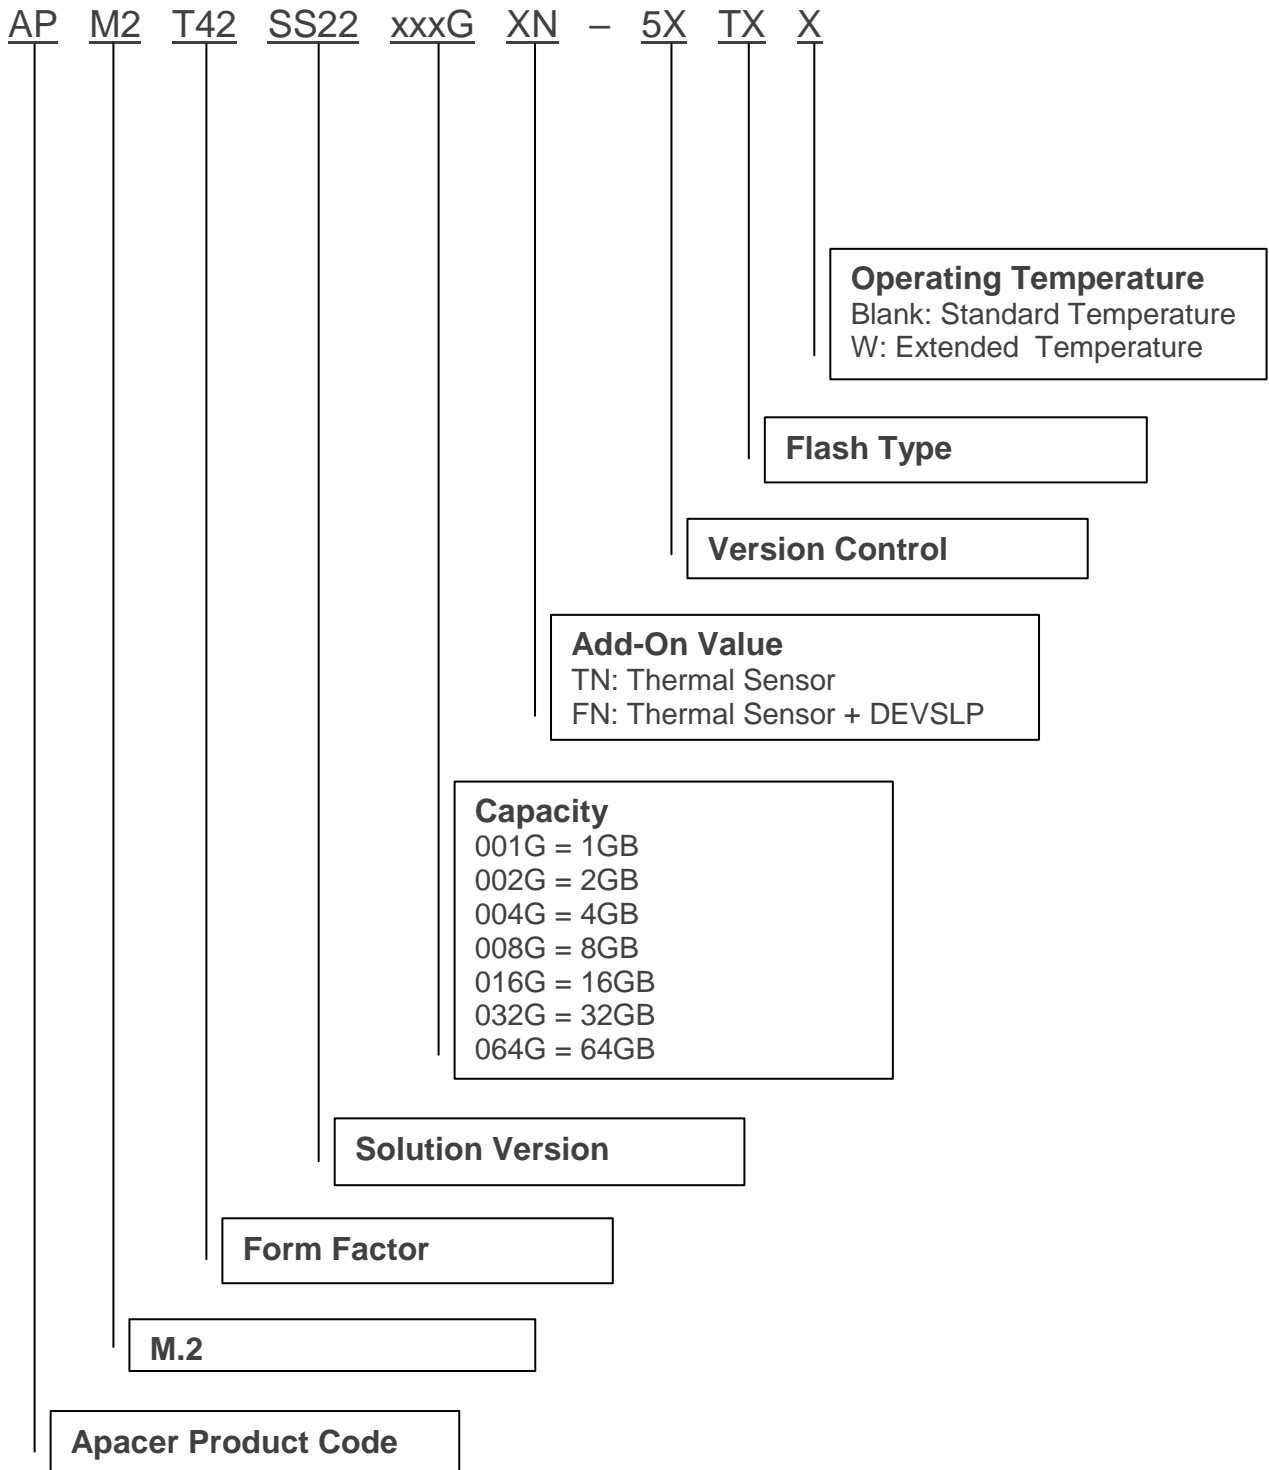 AP M2 T42 SS22 xxxG XN – 5X TX X
Operating Temperature
Blank: Standard Temperature
W: Extended Temperature
Flash Type
Version Control
Add-On Value
TN: Thermal Sensor
FN: Thermal Sensor + DEVSLP
Capacity
001G = 1GB
002G = 2GB
004G = 4GB
008G = 8GB
016G = 16GB
032G = 32GB
064G = 64GB
Solution Version
Form Factor
M.2
Apacer Product Code